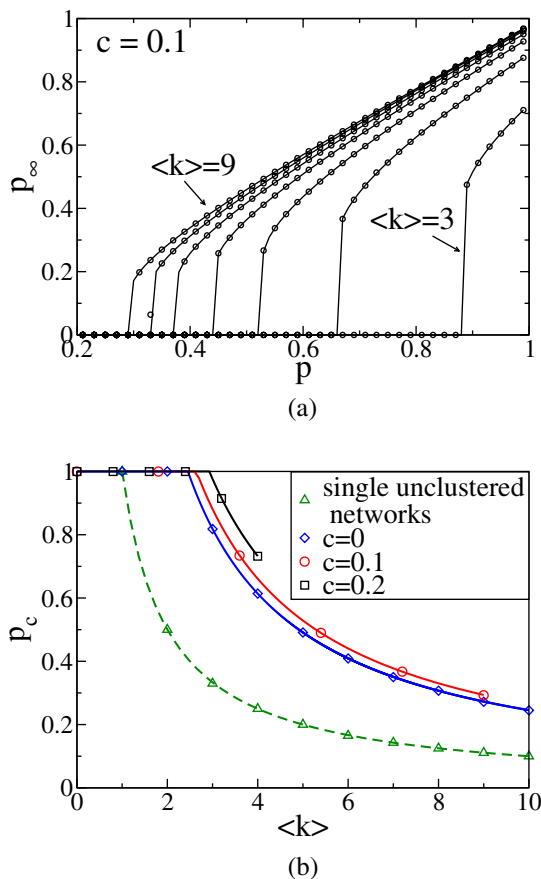 c = 0.1
1
0.8
0.6
0.4
0.2
0
p∞
<k>=9
<k>=3
0.2 0.4 0.6 0.8 1
p
(a)
1
0.8
0.6
0.4
0.2
0
pc
single unclustered
networks
c=0
c=0.1
c=0.2
0 2 4 6 8 10
<k>
(b)